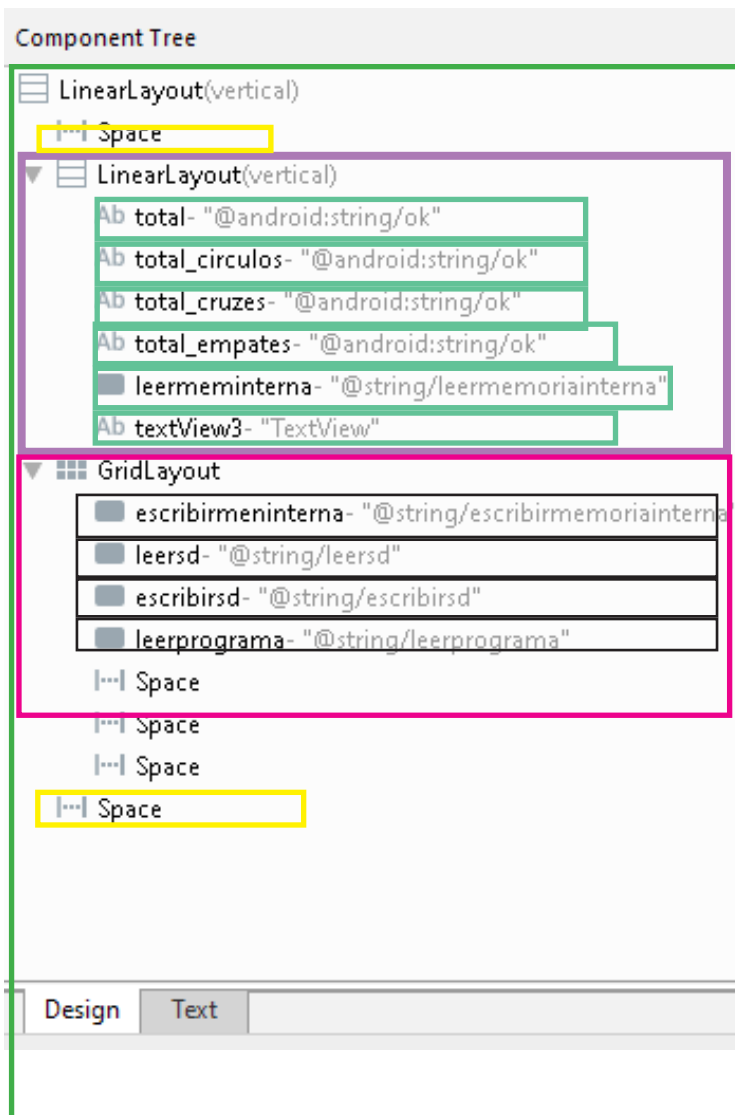 Component Tree
LinearLayout(vertical)
Space
LinearLayout(vertical)
Ab total- "@android:string/ok"
Ab total_circulos- "@android:string/ok"
Ab total_cruzes- "@android:string/ok"
Ab total_empates- "@android:string/ok"
leermeminterna- "@string/leermemoriainterna"
Ab textView3- "TextView"
GridLayout
escribirmeninterna- "@string/escribirmemoriainterna"
leersd- "@string/leersd"
escribirsd- "@string/escribirsd"
leerprograma- "@string/leerprograma"
Space
Space
Space
Space
Design Text